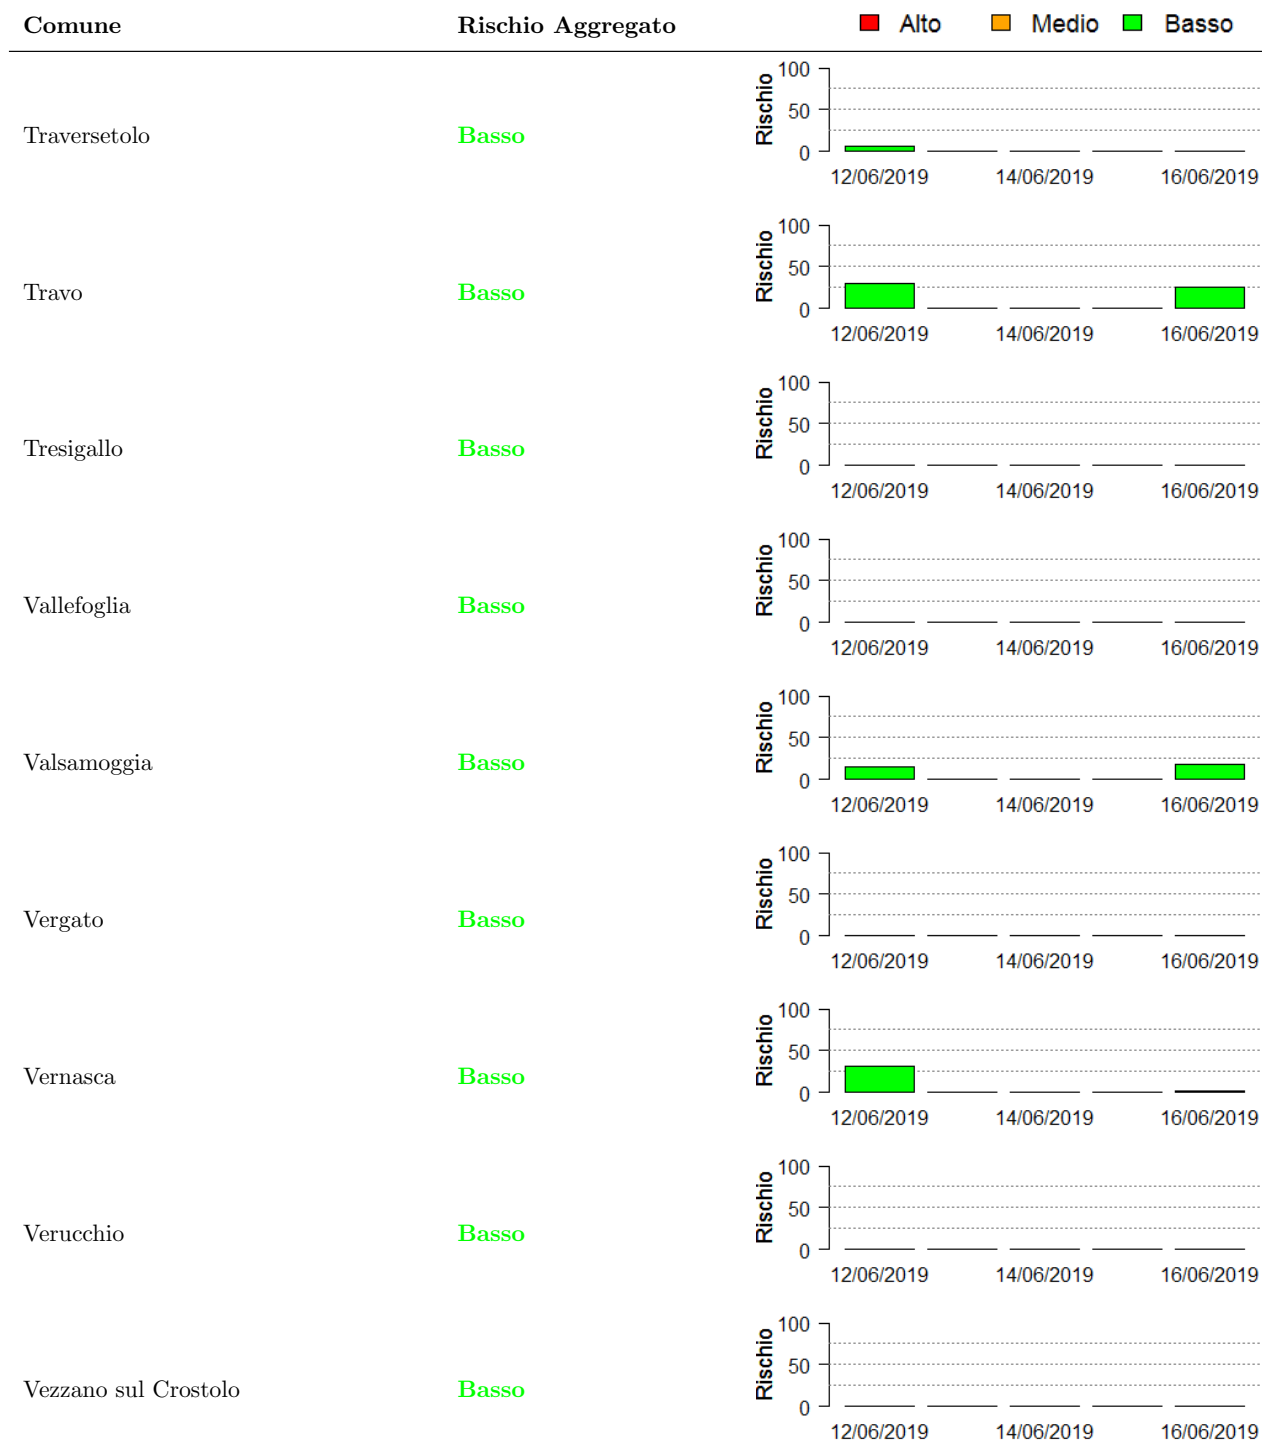 Comune Rischio Aggregato Alto Medio Basso
Traversetolo Basso Rischio 100 50 0
12/06/2019 14/06/2019 16/06/2019
Travo Basso Rischio 100 50 0
12/06/2019 14/06/2019 16/06/2019
Tresigallo Basso Rischio 100 50 0
12/06/2019 14/06/2019 16/06/2019
Vallefoglia Basso Rischio 100 50 0
12/06/2019 14/06/2019 16/06/2019
Valsamoggia Basso Rischio 100 50 0
12/06/2019 14/06/2019 16/06/2019
Vergato Basso Rischio 100 50 0
12/06/2019 14/06/2019 16/06/2019
Vernasca Basso Rischio 100 50 0
12/06/2019 14/06/2019 16/06/2019
Verucchio Basso Rischio 100 50 0
12/06/2019 14/06/2019 16/06/2019
Vezzano sul Crostolo Basso Rischio 100 50 0
12/06/2019 14/06/2019 16/06/2019